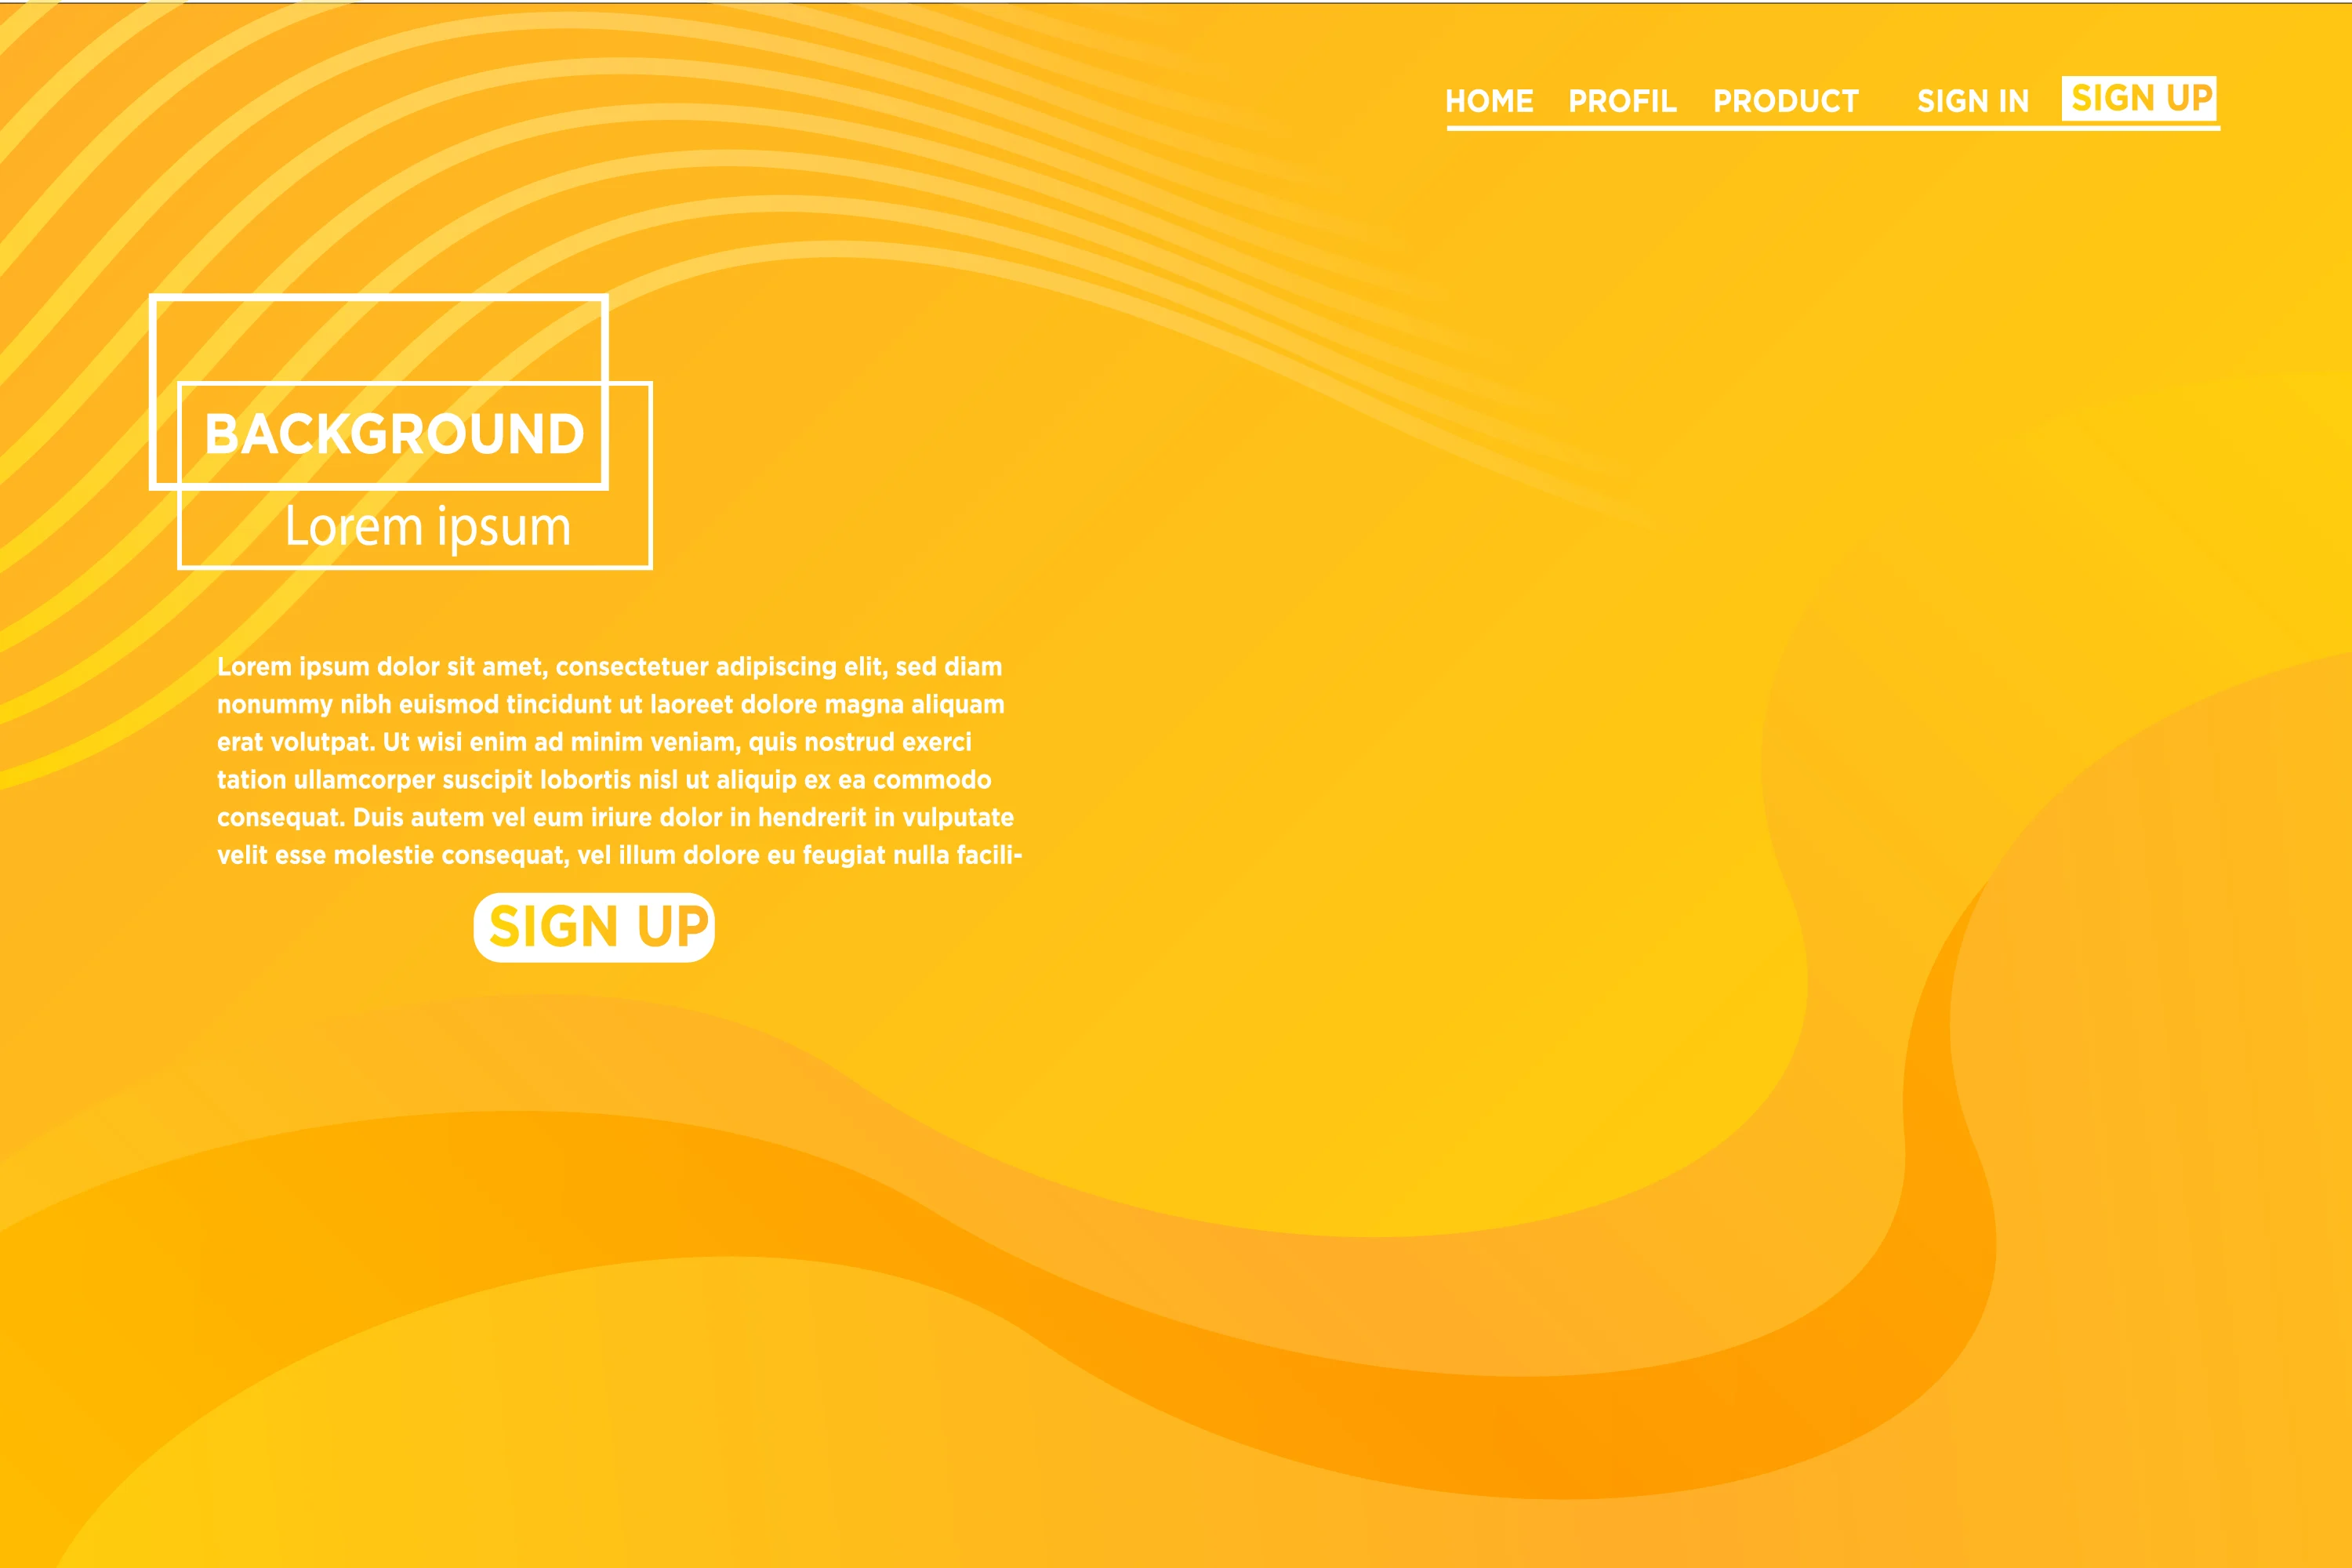 HOME PROFIL PRODUCT SIGN IN SIGN UP
BACKGROUND
Lorem ipsum
Lorem ipsum dolor sit amet, consectetuer adipiscing elit, sed diam
nonummy nibh euismod tincidunt ut laoreet dolore magna aliquam
erat volutpat. Ut wisi enim ad minim veniam, quis nostrud exerci
tation ullamcorper suscipit lobortis nisl ut aliquip ex ea commodo
consequat. Duis autem vel eum iriure dolor in hendrerit in vulputate
velit esse molestie consequat, vel illum dolore eu feugiat nulla facili-
SIGN UP